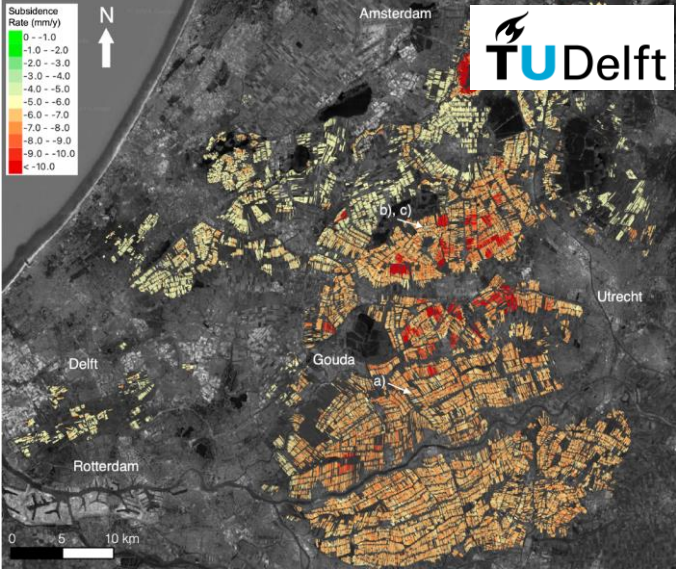 Subsidence
Rate (mm/y)
0 - -1.0
-1.0 - -2.0
-2.0 - -3.0
-3.0 - -4.0
-4.0 - -5.0
-5.0 - -6.0
-6.0 - -7.0
-7.0 - -8.0
-8.0 - -9.0
-9.0 - -10.0
< -10.0
N
Amsterdam
TUDelft
b), c)
Utrecht
Delft
Gouda
a)
Rotterdam
0 5 10 km